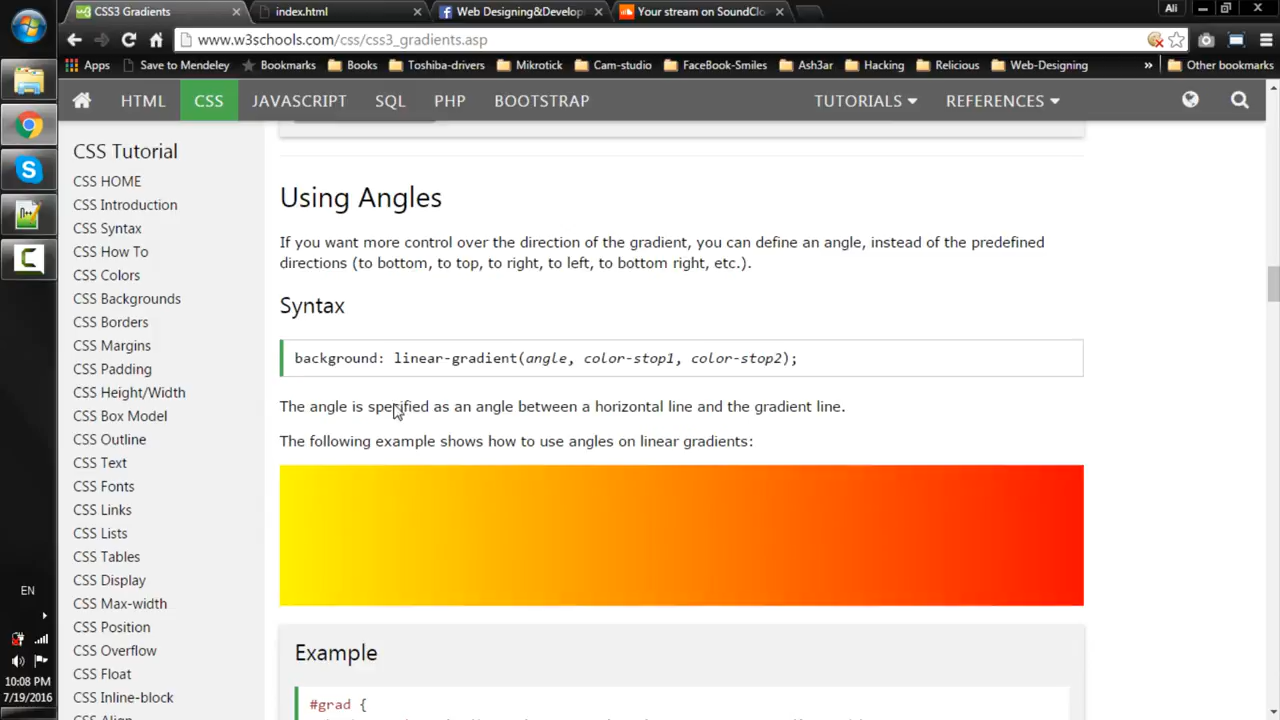 CSS3 Gradients
index.html
Web Designing&Develop
Your stream on SoundClo
Ali
www.w3schools.com/css/css3_gradients.asp
Apps
Save to Mendeley
Bookmarks
Books
Toshiba-drivers
Mikrotick
Cam-studio
FaceBook-Smiles
Ash3ar
Hacking
Relicious
Web-Designing
»
Other bookmarks
HTML
CSS
JAVASCRIPT
SQL
PHP
BOOTSTRAP
TUTORIALS
REFERENCES
CSS Tutorial
CSS HOME
CSS Introduction
CSS Syntax
CSS How To
CSS Colors
CSS Backgrounds
CSS Borders
CSS Margins
CSS Padding
CSS Height/Width
CSS Box Model
CSS Outline
CSS Text
CSS Fonts
CSS Links
CSS Lists
CSS Tables
CSS Display
CSS Max-width
CSS Position
CSS Overflow
CSS Float
CSS Inline-block
Using Angles
If you want more control over the direction of the gradient, you can define an angle, instead of the predefined
directions (to bottom, to top, to right, to left, to bottom right, etc.).
Syntax
background: linear-gradient(angle, color-stop1, color-stop2);
The angle is specified as an angle between a horizontal line and the gradient line.
The following example shows how to use angles on linear gradients:
Example
#grad {
EN
10:08 PM
7/19/2016